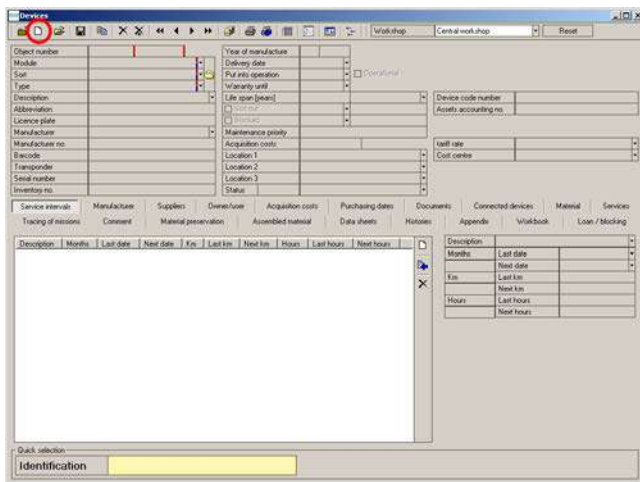 Devices
Workshop Central workshop Reset
Object number Year of manufacture
Module Delivery date
Sort Put into operation Operational
Type Warranty until
Description Life span [years] Device code number
Abbreviation Sort out Assets accounting no.
Licence plate Blocked
Manufacturer Maintenance priority
Manufacturer no. Acquisition costs tariff rate
Barcode Location 1 Cost centre
Transponder Location 2
Serial number Location 3
Inventory no. Status
Service intervals Manufacturer Suppliers Owner/user Acquisition costs Purchasing dates Documents Connected devices Material Services
Tracing of missions Comment Material preservation Assembled material Data sheets Histories Appendix Workbook Loan / blocking
Description Months Last date Next date Km Last km Next km Hours Last hours Next hours
Description
Months Last date
Next date
Km Last km
Next km
Hours Last hours
Next hours
Quick selection
Identification